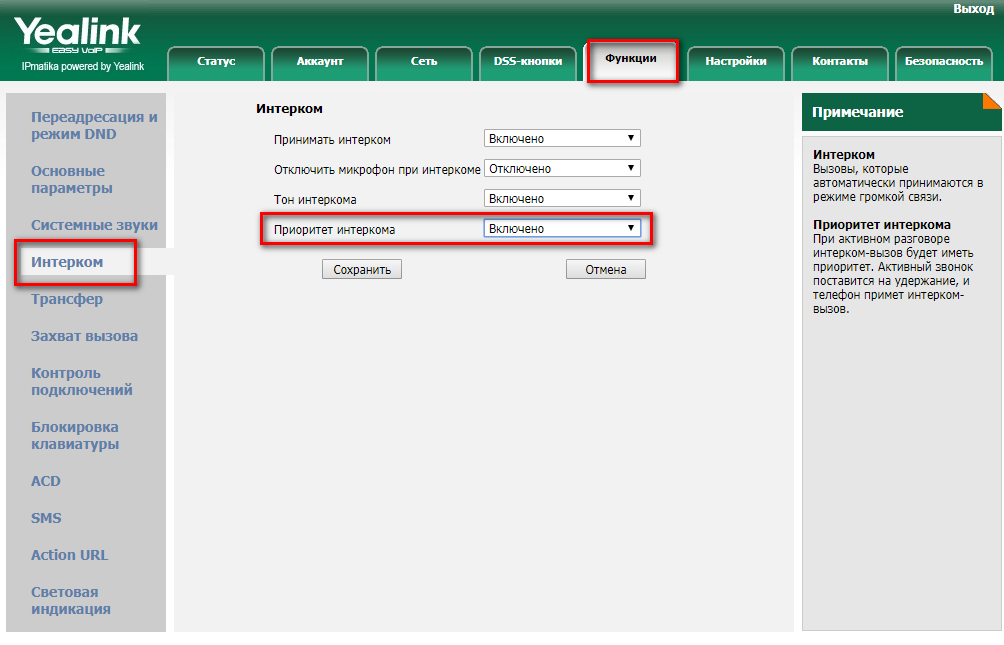 Выход
Yealink
EASY VoIP
IPmatika powered by Yealink
Статус
Аккаунт
Сеть
DSS-кнопки
Функции
Настройки
Контакты
Безопасность
Переадресация и
режим DND
Основные
параметры
Системные звуки
Интерком
Трансфер
Захват вызова
Контроль
подключений
Блокировка
клавиатуры
ACD
SMS
Action URL
Световая
индикация
Интерком
Принимать интерком Включено
Отключить микрофон при интеркоме Отключено
Тон интеркома Включено
Приоритет интеркома Включено
Сохранить Отмена
Примечание
Интерком
Вызовы, которые
автоматически принимаются в
режиме громкой связи.
Приоритет интеркома
При активном разговоре
интерком-вызов будет иметь
приоритет. Активный звонок
поставится на удержание, и
телефон примет интерком-
вызов.